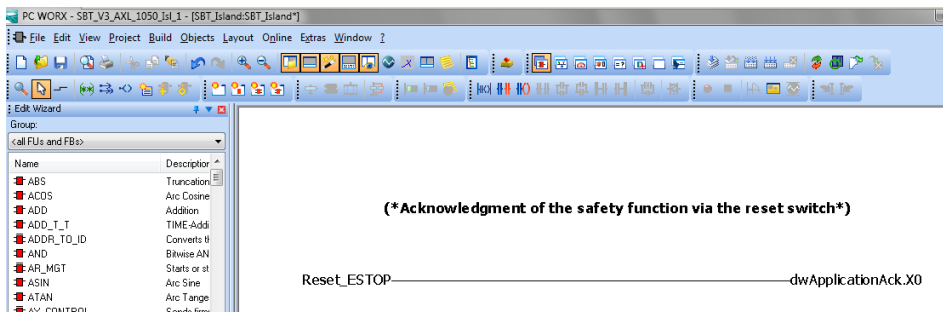 PC WORX - SBT_V3_AXL_1050_Isl_1 - [SBT_Island:SBT_Island*]
File Edit View Project Build Objects Layout Online Extras Window ?
Edit Wizard
Group:
<all FUs and FBs>
Name Description
ABS Truncation
ACOS Arc Cosine
ADD Addition
ADD_T_T TIME-Addi
ADDR_TO_ID Converts th
AND Bitwise AN
AR_MGT Starts or st
ASIN Arc Sine
ATAN Arc Tange
(*Acknowledgment of the safety function via the reset switch*)
Reset_ESTOP dwApplicationAck.X0